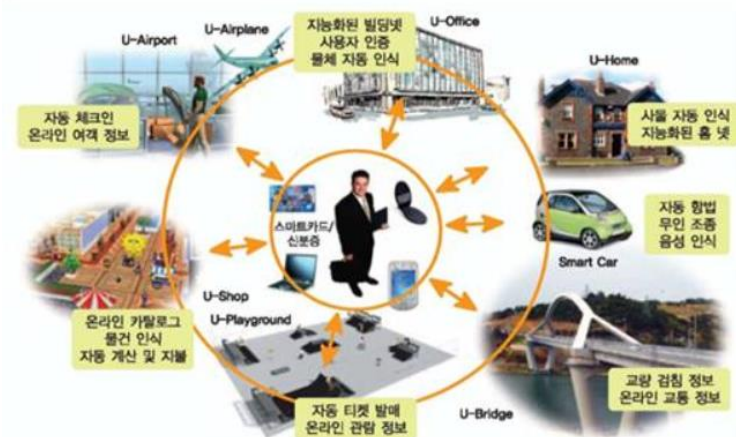 U-Airplane
U-Airport
자동 체크인
온라인 여객 정보
지능화된 빌딩넷
사용자 인증
물체 자동 인식
U-Office
U-Home
사물 자동 인식
지능화된 홈 넷
스마트카드/
신분증
자동 항법
무인 조종
음성 인식
Smart Car
U-Shop
온라인 카탈로그
물건 인식
자동 계산 및 지불
U-Playground
자동 티켓 발매
온라인 관람 정보
교량 검침 정보
온라인 교통 정보
U-Bridge